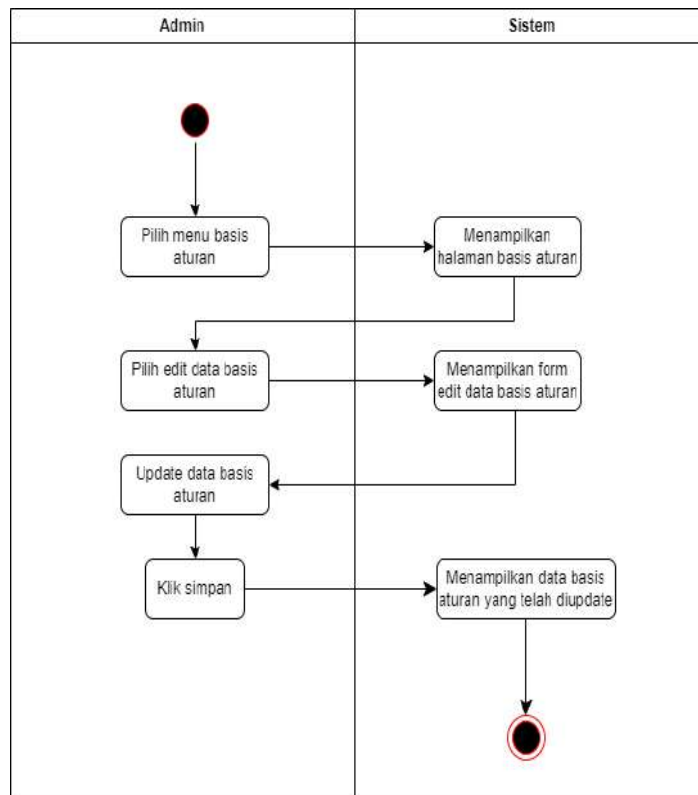 Admin
Sistem
Pilih menu basis
aturan
Menampilkan
halaman basis aturan
Pilih edit data basis
aturan
Menampilkan form
edit data basis aturan
Update data basis
aturan
Klik simpan
Menampilkan data basis
aturan yang telah diupdate